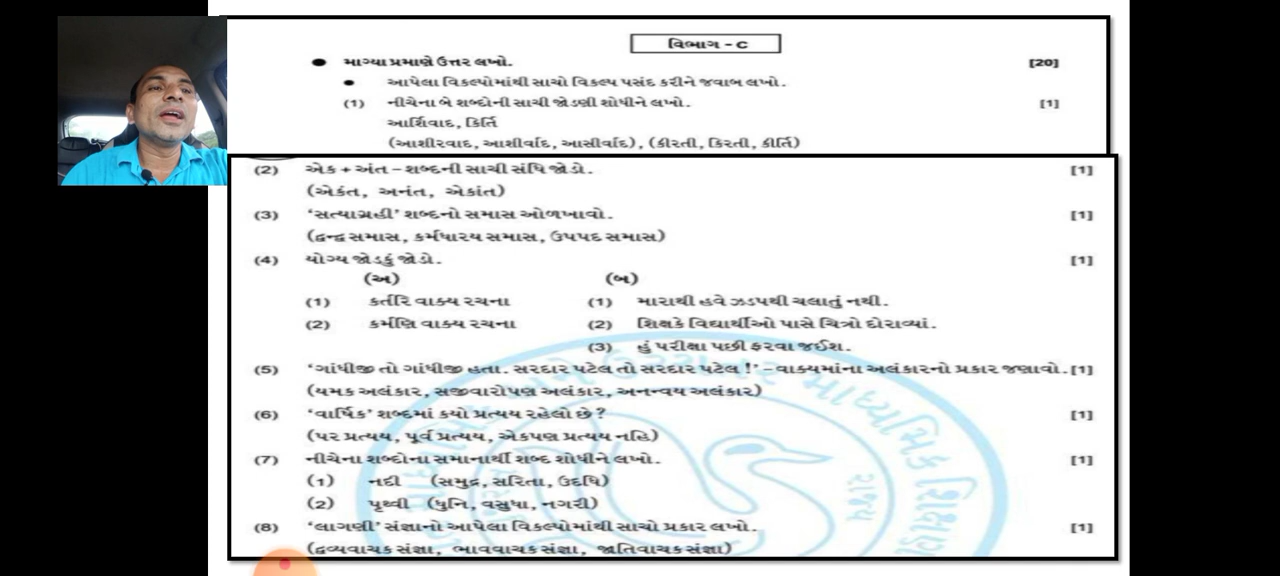 વિભાગ - C
● માગ્યા પ્રમાણે ઉત્તર લખો. [20]
● આપેલા વિકલ્પોમાંથી સાચો વિકલ્પ પસંદ કરીને જવાબ લખો.
(1) નીચેના બે શબ્દોની સાચી જોડણી શોધીને લખો. [1]
આર્શિવાદ, કિર્તિ
(આશીરવાદ, આશીર્વાદ, આસીર્વાદ), (કીરતી, કિરતી, કીર્તિ)
(2) એક + અંત – શબ્દની સાચી સંધિ જોડો. [1]
(એકંત, અનંત, એકાંત)
(3) ‘સત્યાગ્રહી’ શબ્દનો સમાસ ઓળખાવો. [1]
(દ્વન્દ્વ સમાસ, કર્મધારય સમાસ, ઉપપદ સમાસ)
(4) યોગ્ય જોડકું જોડો. [1]
(અ) (બ)
(1) કર્તરિ વાક્ય રચના (1) મારાથી હવે ઝડપથી ચલાતું નથી.
(2) કર્મણિ વાક્ય રચના (2) શિક્ષકે વિદ્યાર્થીઓ પાસે ચિત્રો દોરાવ્યાં.
(3) હું પરીક્ષા પછી ફરવા જઈશ.
(5) ‘ગાંધીજી તો ગાંધીજી હતા. સરદાર પટેલ તો સરદાર પટેલ !’ – વાક્યમાંના અલંકારનો પ્રકાર જણાવો. [1]
(યમક અલંકાર, સજીવારોપણ અલંકાર, અનન્વય અલંકાર)
(6) ‘વાર્ષિક’ શબ્દમાં કયો પ્રત્યય રહેલો છે? [1]
(પર પ્રત્યય, પૂર્વ પ્રત્યય, એકપણ પ્રત્યય નહિ)
(7) નીચેના શબ્દોના સમાનાર્થી શબ્દ શોધીને લખો. [1]
(1) નદી (સમુદ્ર, સરિતા, ઉદધિ)
(2) પૃથ્વી (ધુનિ, વસુધા, નગરી)
(8) ‘લાગણી’ સંજ્ઞાનો આપેલા વિકલ્પોમાંથી સાચો પ્રકાર લખો. [1]
(દ્રવ્યવાચક સંજ્ઞા, ભાવવાચક સંજ્ઞા, જાતિવાચક સંજ્ઞા)